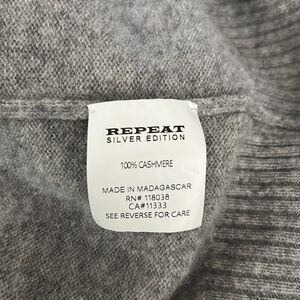 REPEAT
SILVER EDITION
100% CASHMERE
MADE IN MADAGASCAR
RN# 118038
CA#11333
SEE REVERSE FOR CARE